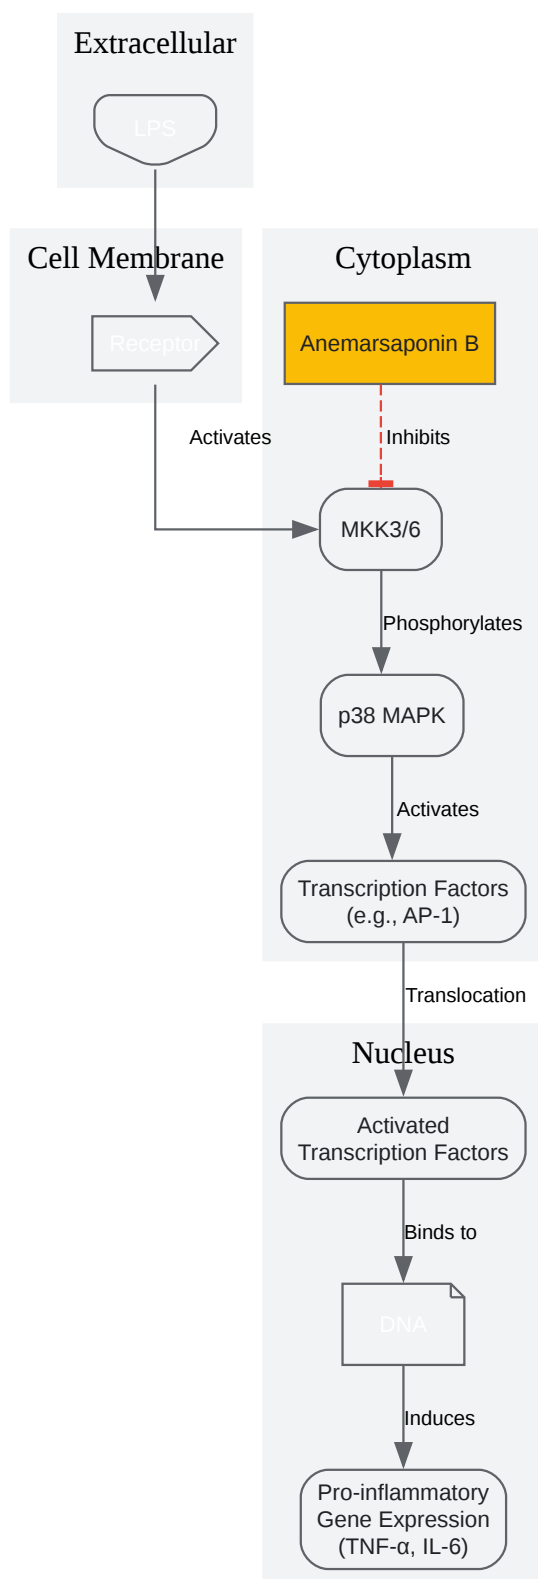 Extracellular
LPS
Cell Membrane
Receptor
Cytoplasm
Anemarsaponin B
Activates
Inhibits
MKK3/6
Phosphorylates
p38 MAPK
Activates
Transcription Factors
(e.g., AP-1)
Translocation
Nucleus
Activated
Transcription Factors
Binds to
DNA
Induces
Pro-inflammatory
Gene Expression
(TNF-α, IL-6)